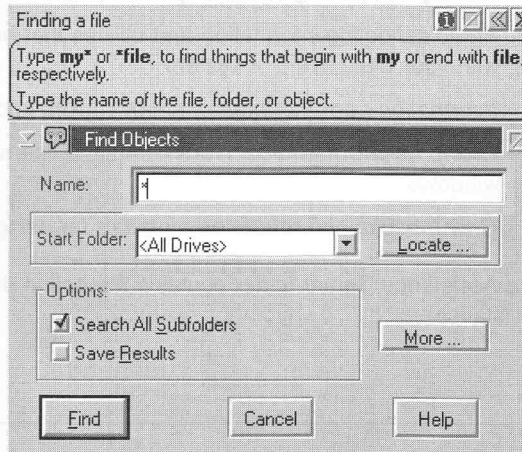 Finding a file
Type my* or *file, to find things that begin with my or end with file,
respectively.
Type the name of the file, folder, or object.
Find Objects
Name: *
Start Folder: <All Drives> Locate ...
Options:
Search All Subfolders
Save Results
More ...
Find Cancel Help